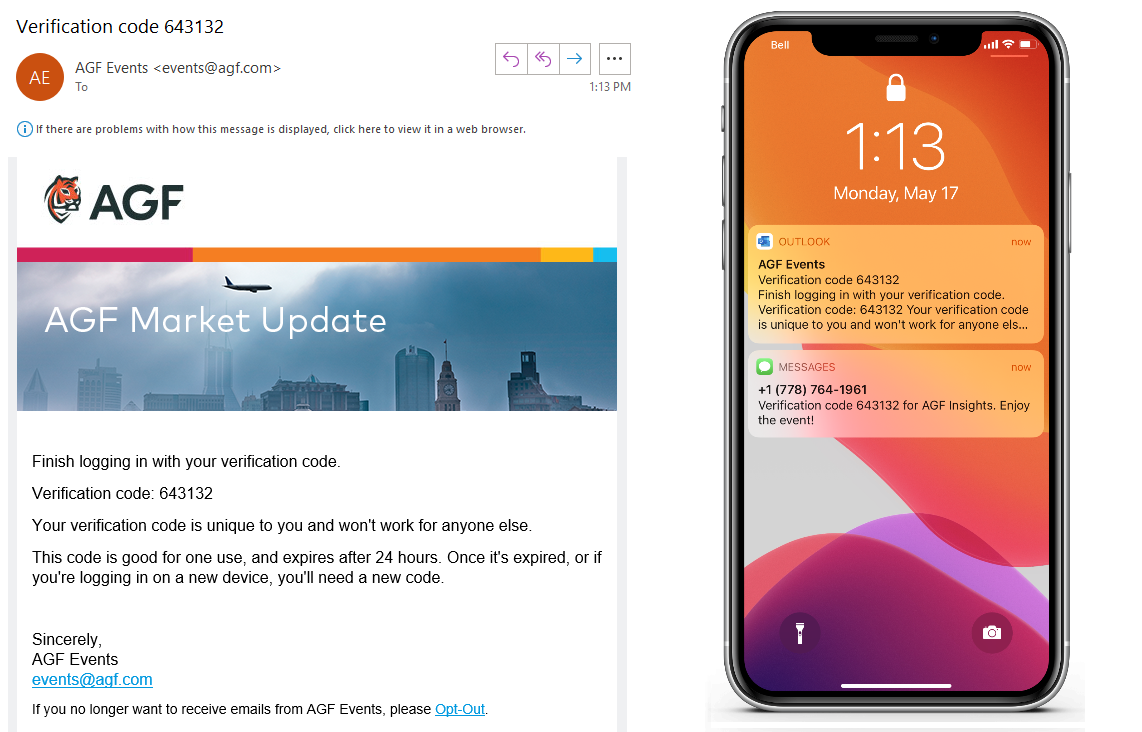 Verification code 643132
AE
AGF Events <events@agf.com>
To
1:13 PM
If there are problems with how this message is displayed, click here to view it in a web browser.
AGF
AGF Market Update
Finish logging in with your verification code.
Verification code: 643132
Your verification code is unique to you and won't work for anyone else.
This code is good for one use, and expires after 24 hours. Once it's expired, or if
you're logging in on a new device, you'll need a new code.
Sincerely,
AGF Events
events@agf.com
If you no longer want to receive emails from AGF Events, please Opt-Out.
Bell
1:13
Monday, May 17
OUTLOOK now
AGF Events
Verification code 643132
Finish logging in with your verification code.
Verification code: 643132 Your verification code
is unique to you and won't work for anyone els...
MESSAGES now
+1 (778) 764-1961
Verification code 643132 for AGF Insights. Enjoy
the event!